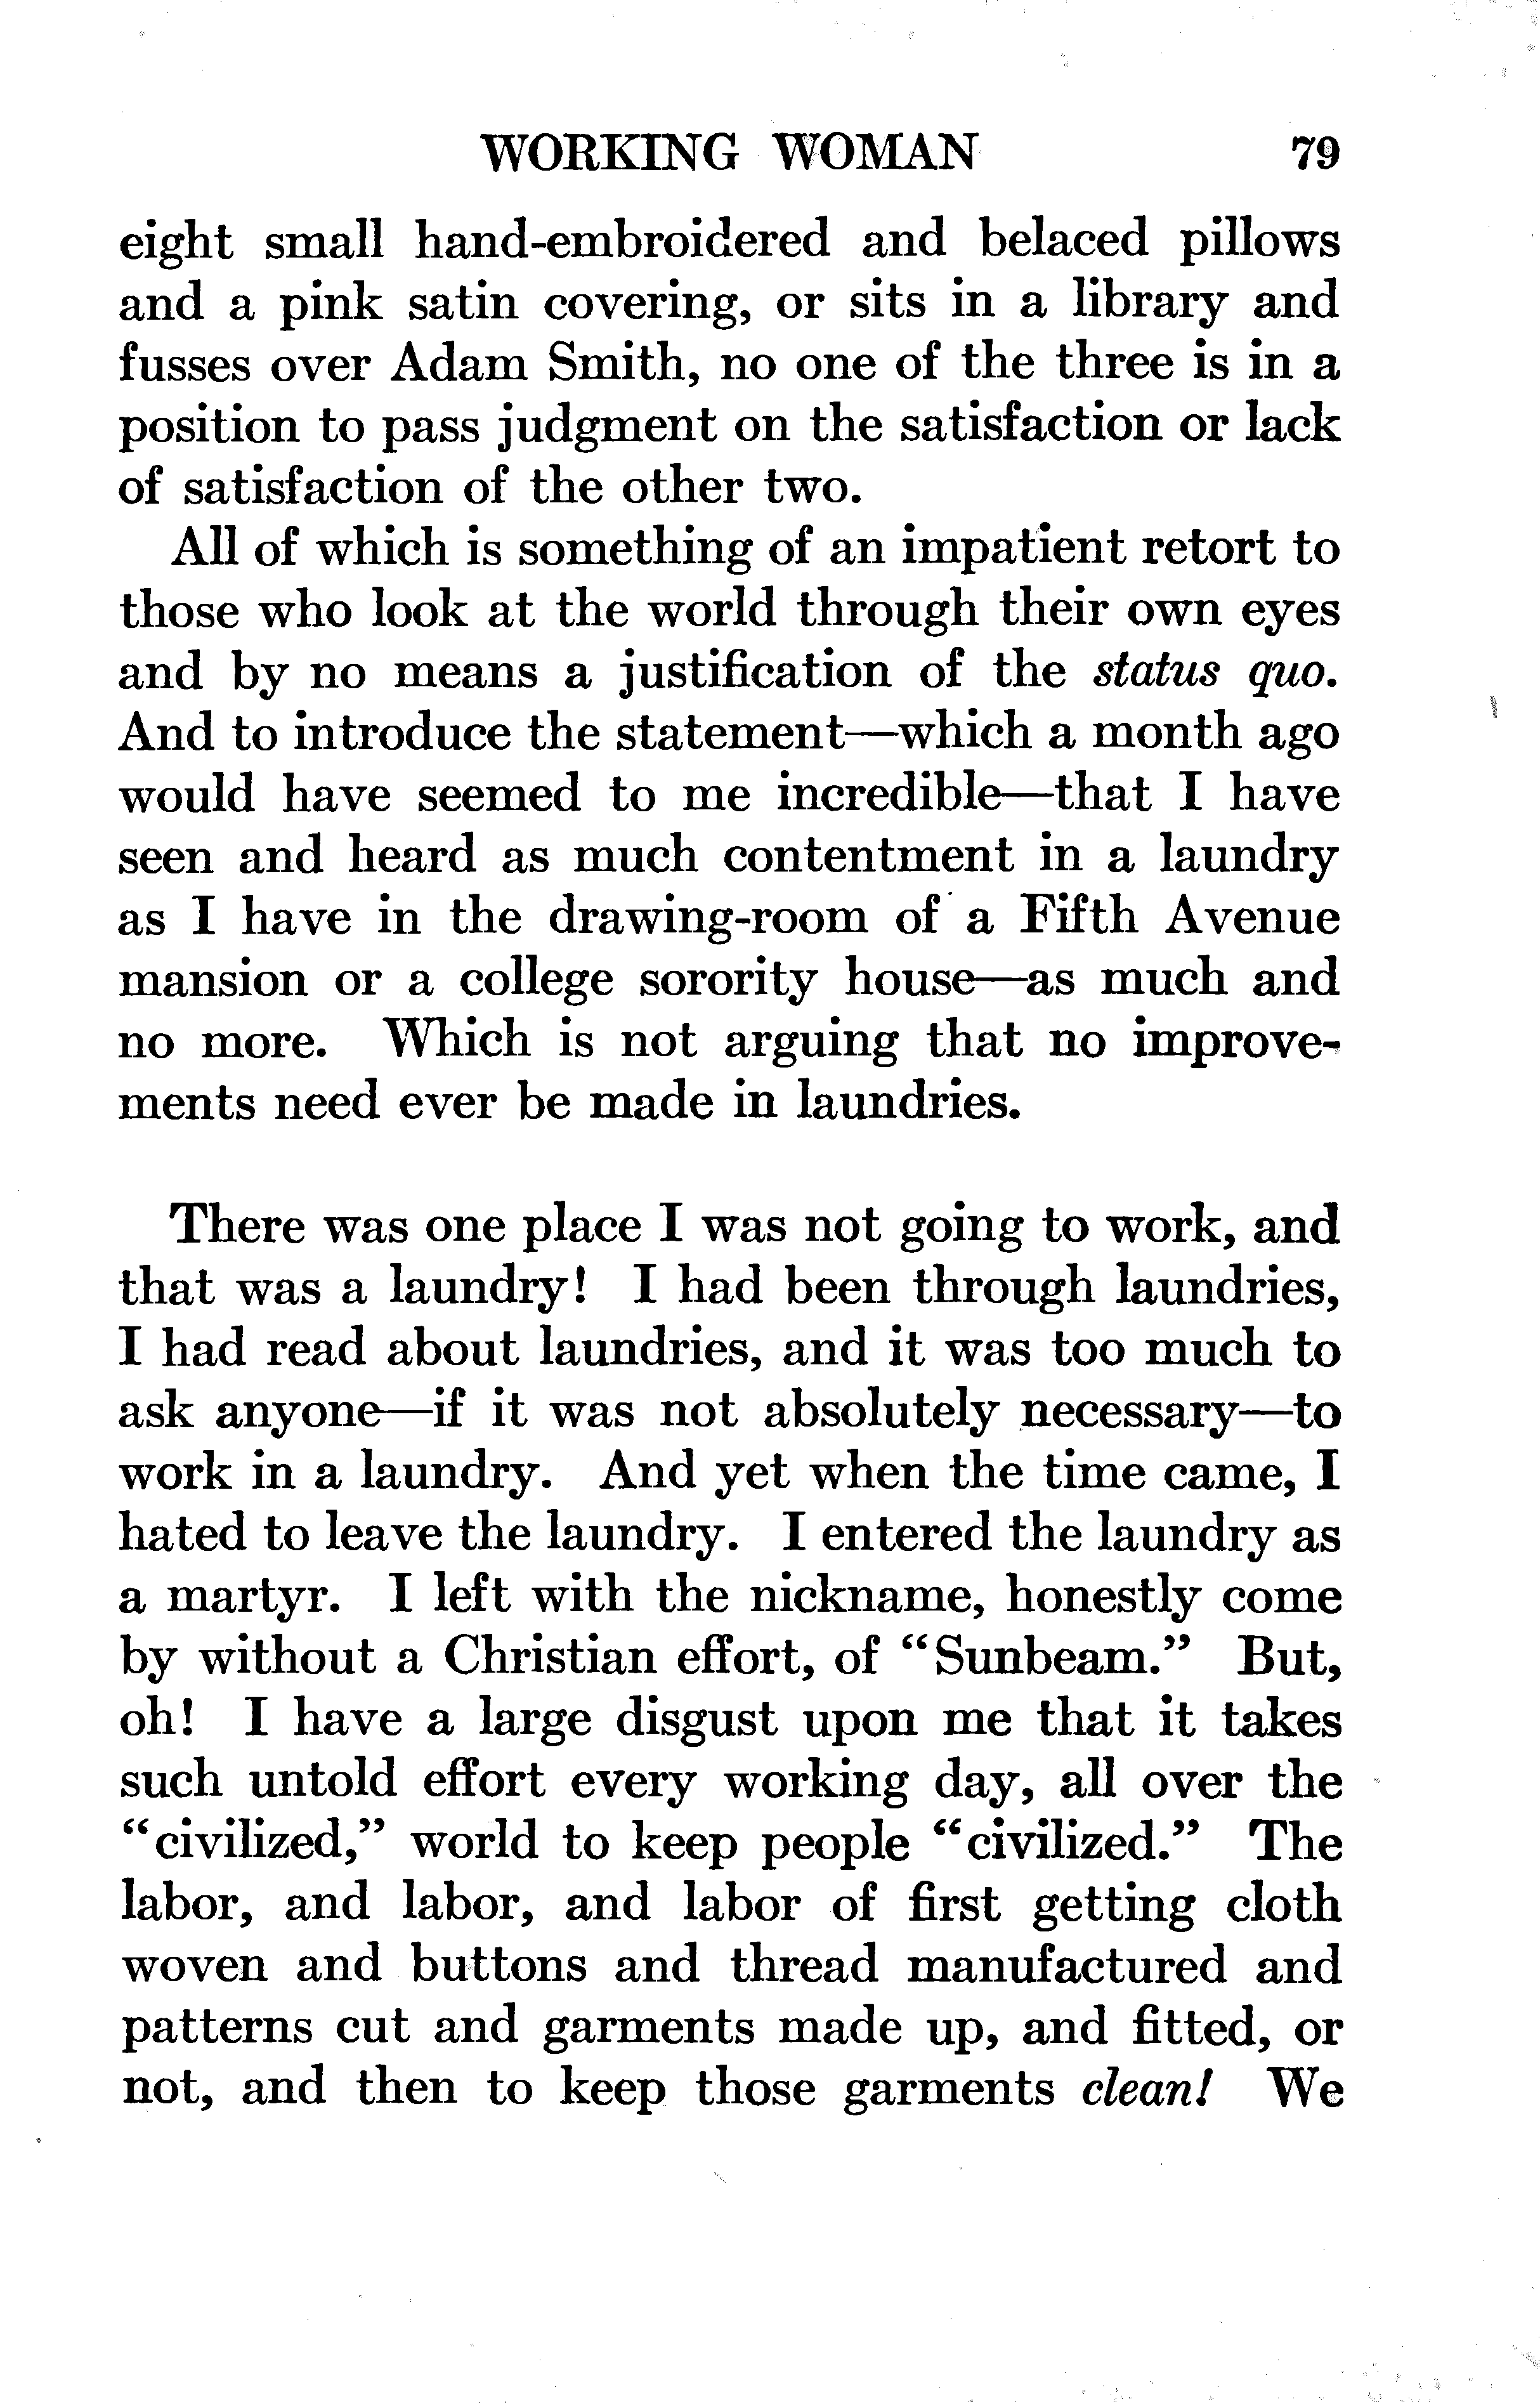 WORKING WOMAN 79
eight small hand-embroidered and belaced pillows
and a pink satin covering, or sits in a library and
fusses over Adam Smith, no one of the three is in a
position to pass judgment on the satisfaction or lack
of satisfaction of the other two.
All of which is something of an impatient retort to
those who look at the world through their own eyes
and by no means a justification of the status quo.
And to introduce the statement—which a month ago
would have seemed to me incredible—that I have
seen and heard as much contentment in a laundry
as I have in the drawing-room of a Fifth Avenue
mansion or a college sorority house—as much and
no more. Which is not arguing that no improve-
ments need ever be made in laundries.
There was one place I was not going to work, and
that was a laundry! I had been through laundries,
I had read about laundries, and it was too much to
ask anyone—if it was not absolutely necessary—to
work in a laundry. And yet when the time came, I
hated to leave the laundry. I entered the laundry as
a martyr. I left with the nickname, honestly come
by without a Christian effort, of “Sunbeam.” But,
oh! I have a large disgust upon me that it takes
such untold effort every working day, all over the
“civilized,” world to keep people “civilized.” The
labor, and labor, and labor of first getting cloth
woven and buttons and thread manufactured and
patterns cut and garments made up, and fitted, or
not, and then to keep those garments clean! We